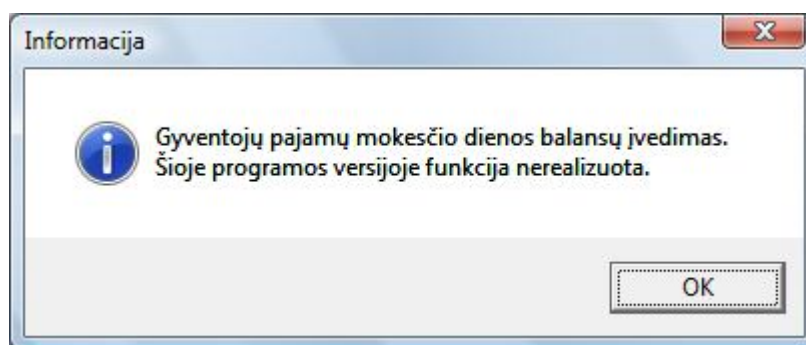 Informacija
Gyventojų pajamų mokesčio dienos balansų įvedimas.
Šioje programos versijoje funkcija nerealizuota.
OK